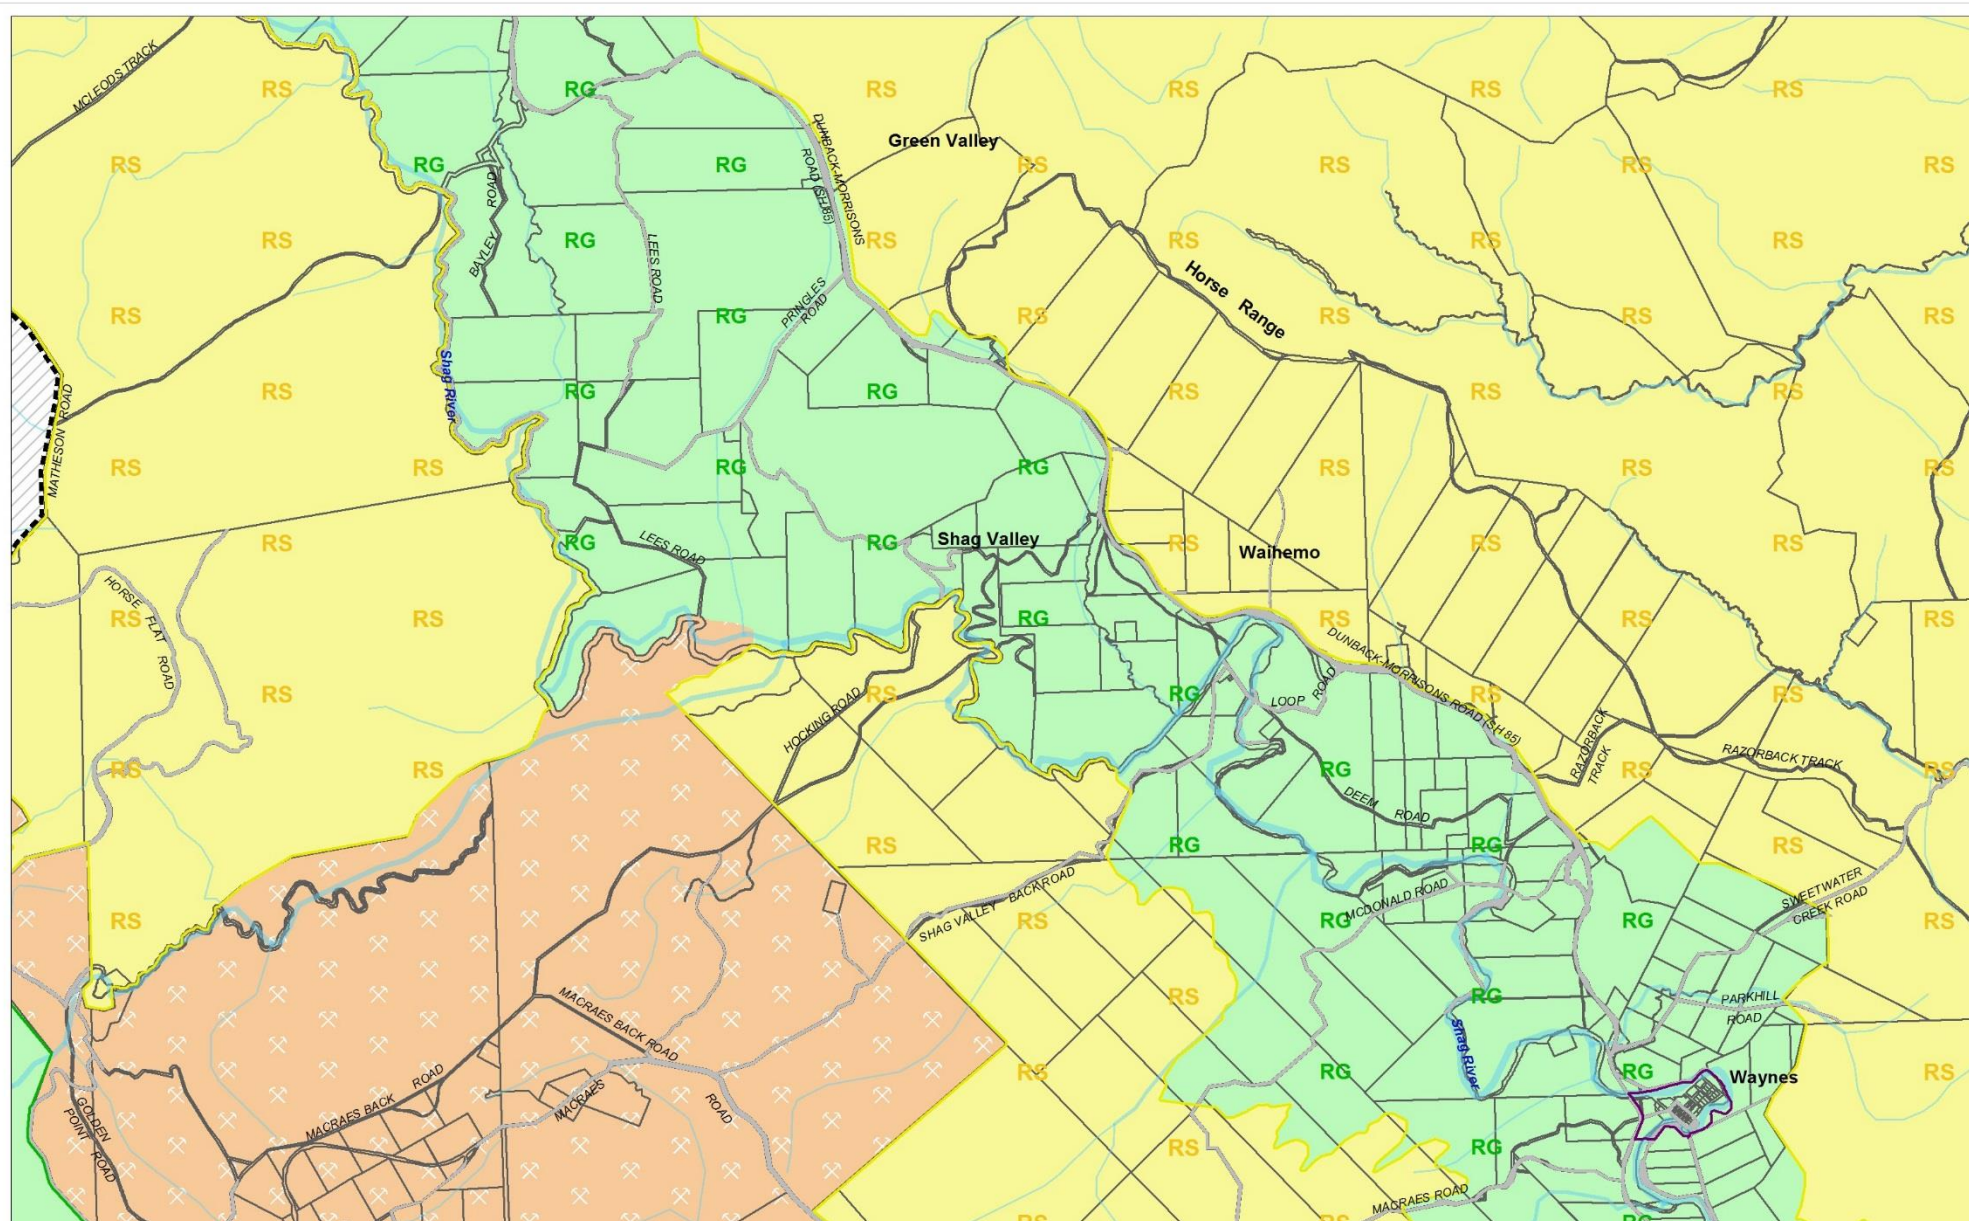 RG
RS
RS
RS
RS
MCLEODS TRACK
DUNBACK-MORRISONS
ROAD (SH 85)
Green Valley
RS
RG
RG
RS
RS
RS
RS
ROAD
BAYLEY
RS
RG
LEES ROAD
RS
RS
RS
RS
Horse Range
PRINGLES
ROAD
RS
RG
RS
RS
RS
RS
Shag River
MATHESON ROAD
RS
RG
RG
RS
RS
RS
RS
RS
RG
RG
RS
RS
RS
RS
RG
LEES ROAD
RG
Shag Valley
RS
Waihemo
RS
RS
HORSE
FLAT
ROAD
RS
RS
RG
RS
RS
RS
DUNBACK-MORRISONS ROAD (SH 85)
RS
HOCKING ROAD
RS
RG
LOOP
ROAD
RS
RS
RAZORBACK
TRACK
RAZORBACK TRACK
RS
RS
RG
RS
RS
DEEM
ROAD
RS
RG
RG
RS
SHAG VALLEY
BACK ROAD
MCDONALD ROAD
SWEETWATER
CREEK ROAD
RS
RS
RG
RG
RS
RS
RG
PARKHILL
ROAD
MACRAES BACK ROAD
Shag River
RS
RG
RG
Waynes
RS
MACRAES BACK
ROAD
MACRAES
ROAD
GOLDEN
POINT
ROAD
RS
RG
MACRAES ROAD
RS
RS
RG